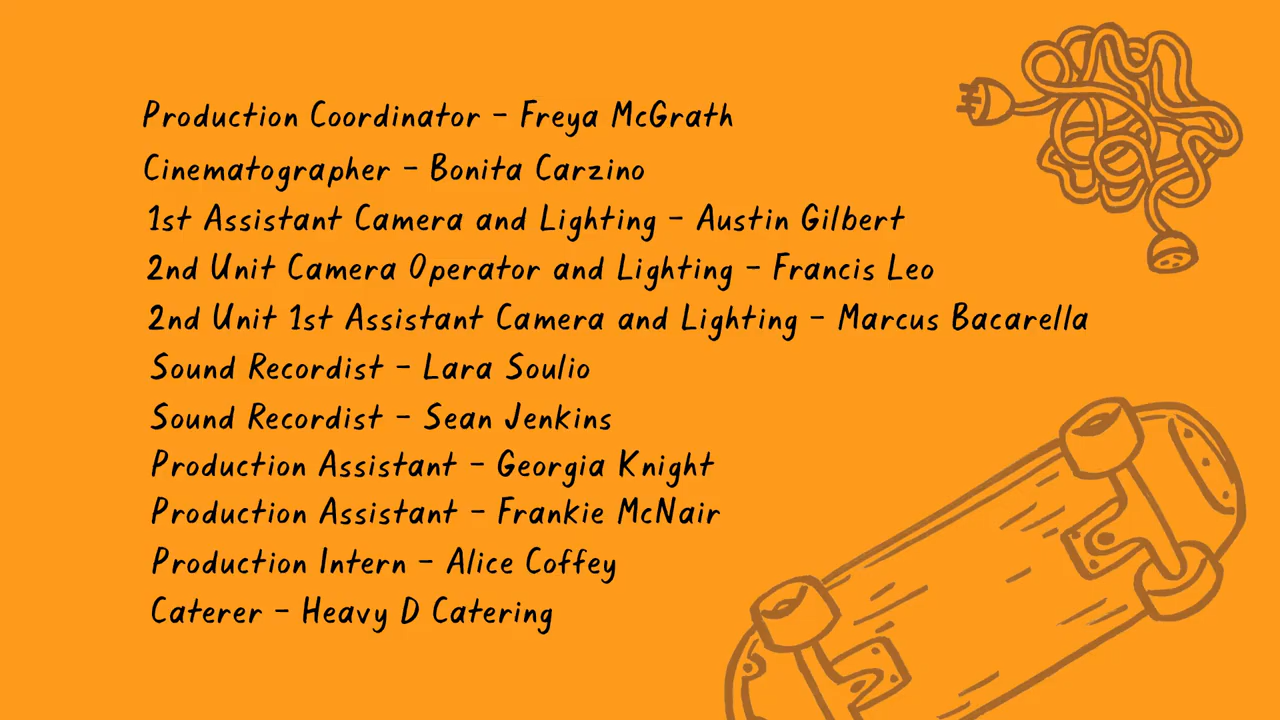 Production Coordinator - Freya McGrath
Cinematographer - Bonita Carzino
1st Assistant Camera and Lighting - Austin Gilbert
2nd Unit Camera Operator and Lighting - Francis Leo
2nd Unit 1st Assistant Camera and Lighting - Marcus Bacarella
Sound Recordist - Lara Soulio
Sound Recordist - Sean Jenkins
Production Assistant - Georgia Knight
Production Assistant - Frankie McNair
Production Intern - Alice Coffey
Caterer - Heavy D Catering